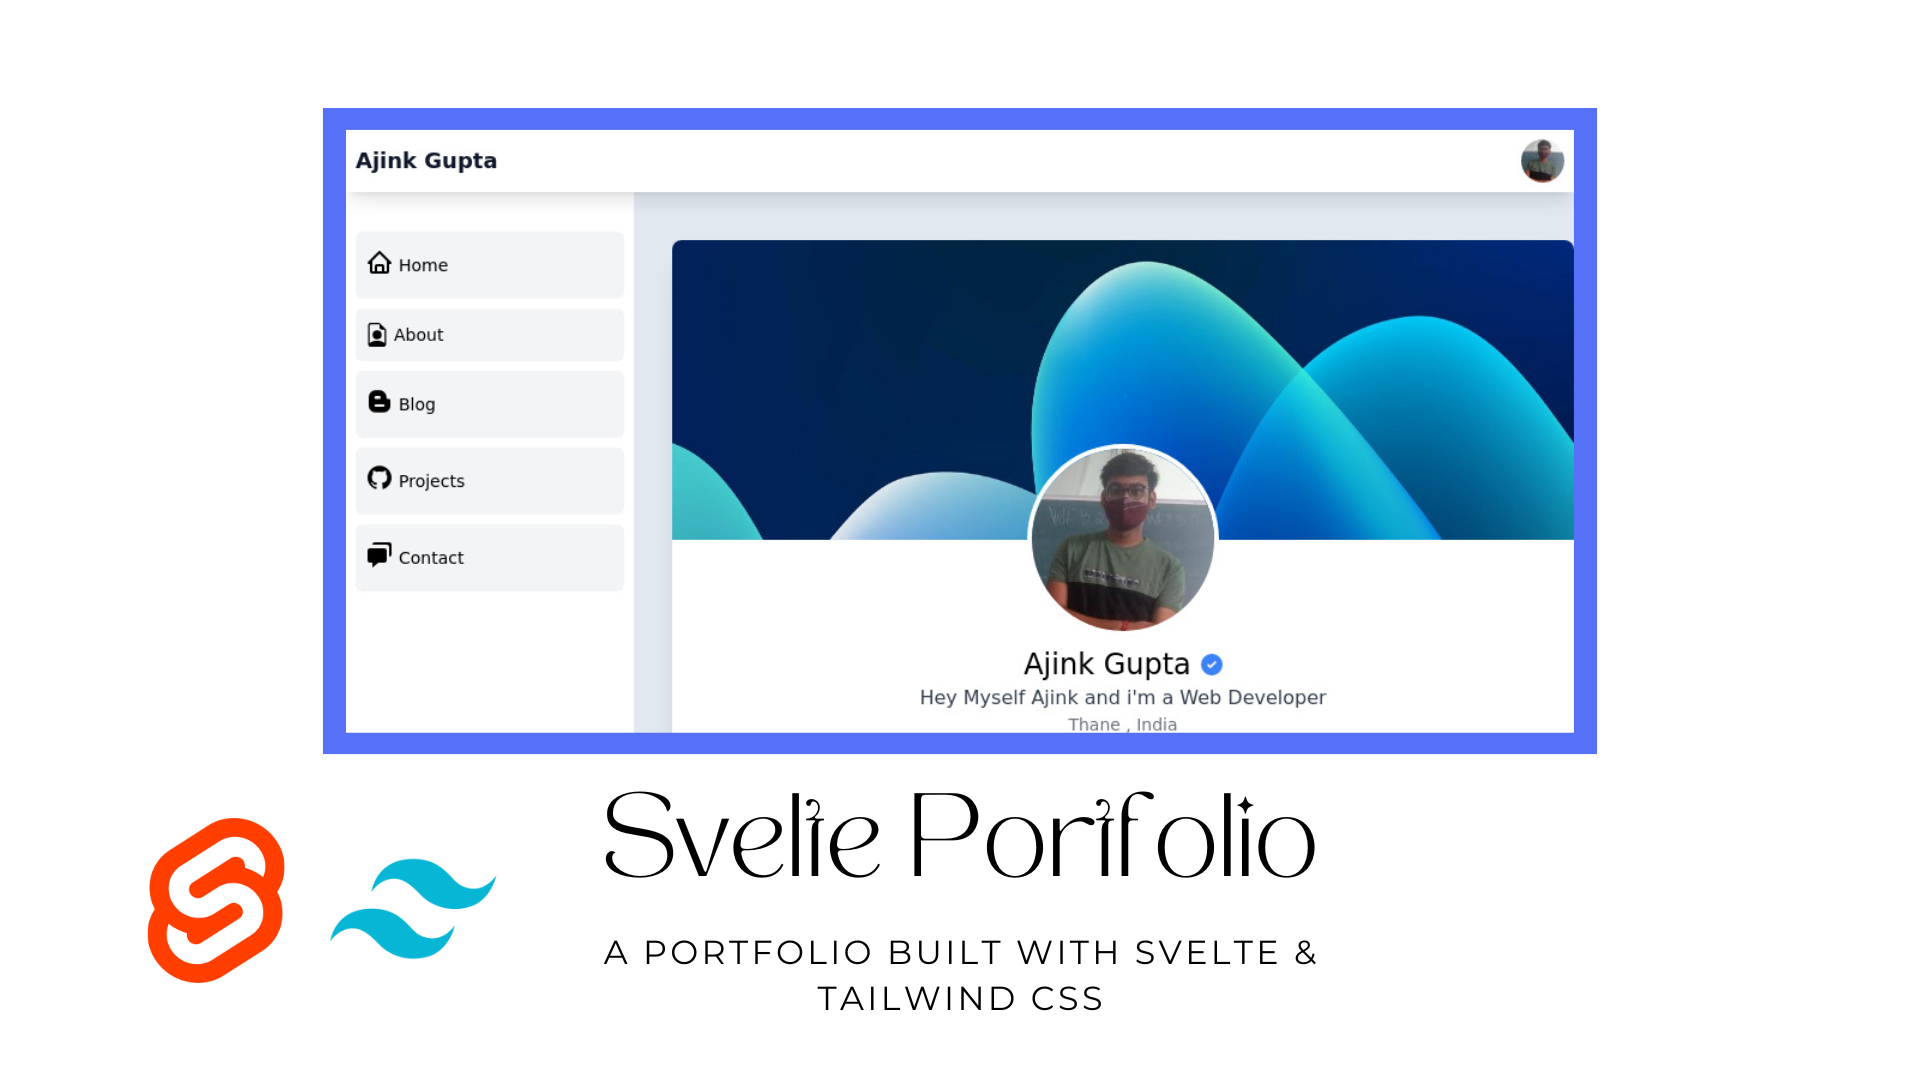 Ajink Gupta
Home
About
Blog
Projects
Contact
Ajink Gupta
Hey Myself Ajink and i'm a Web Developer
Thane , India
Svelte Portfolio
A PORTFOLIO BUILT WITH SVELTE &
TAILWIND CSS